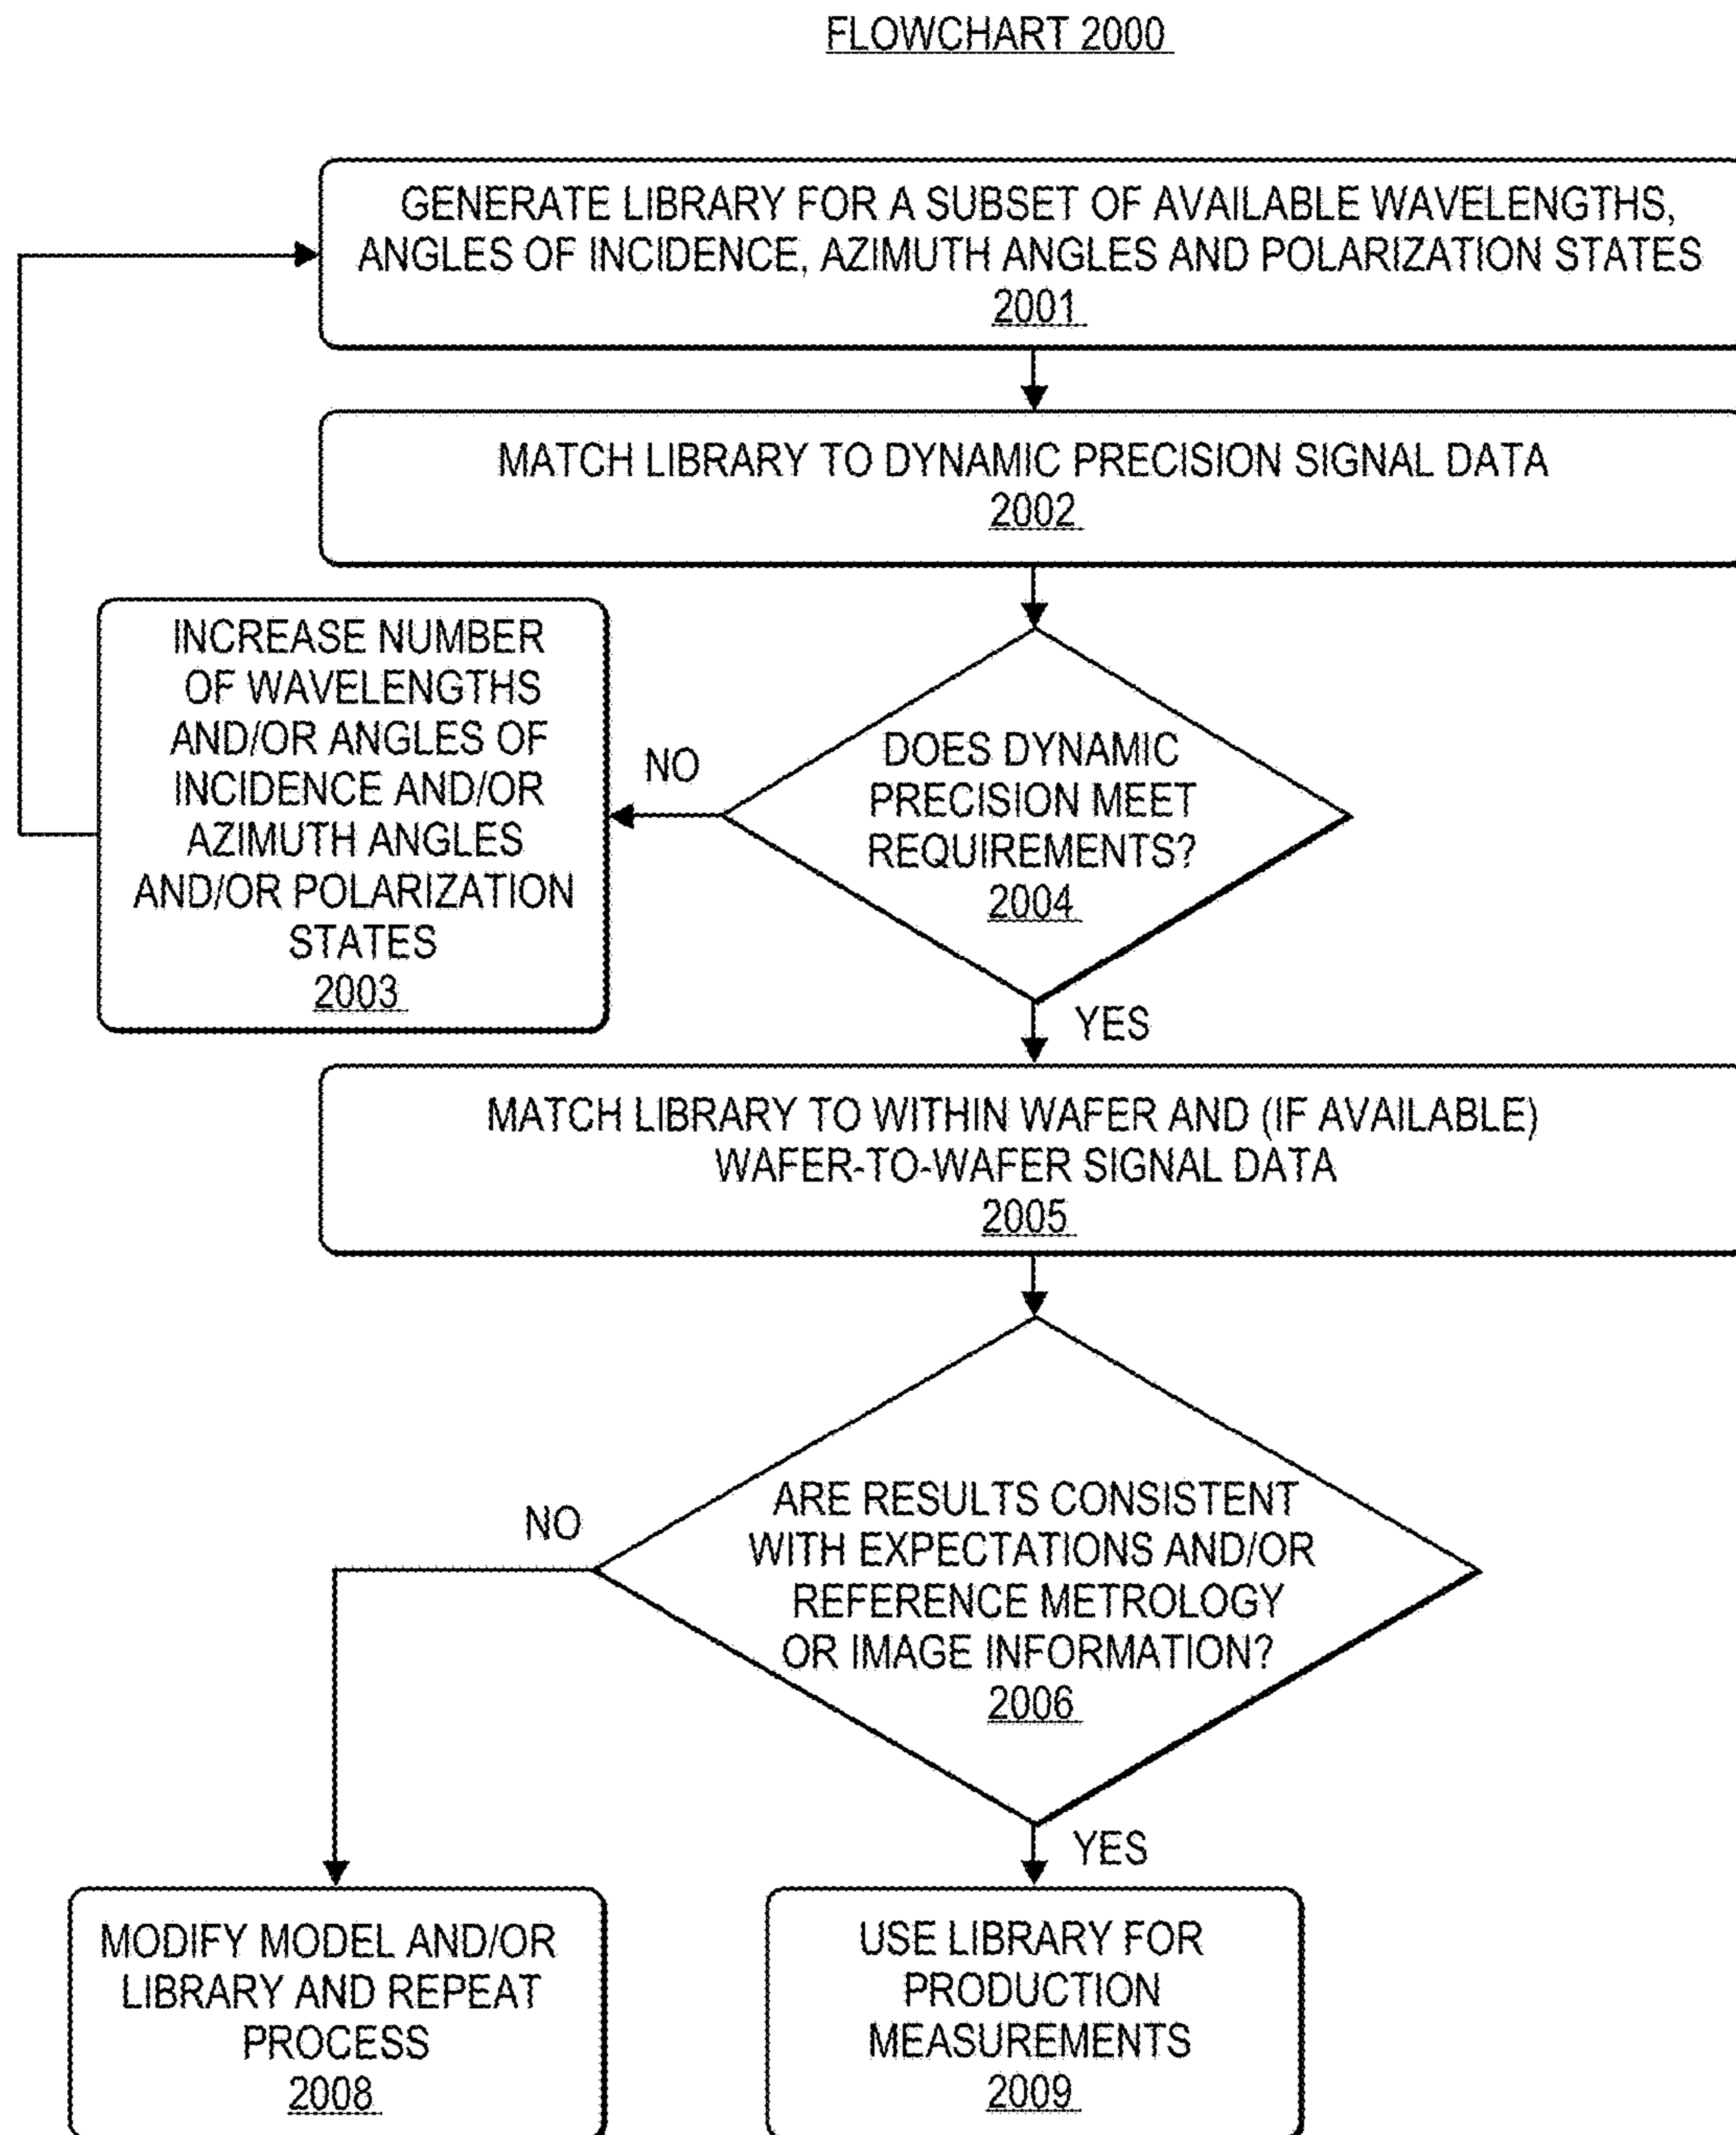 FLOWCHART 2000
GENERATE LIBRARY FOR A SUBSET OF AVAILABLE WAVELENGTHS,
ANGLES OF INCIDENCE, AZIMUTH ANGLES AND POLARIZATION STATES
2001
MATCH LIBRARY TO DYNAMIC PRECISION SIGNAL DATA
2002
INCREASE NUMBER
OF WAVELENGTHS
AND/OR ANGLES OF
INCIDENCE AND/OR
AZIMUTH ANGLES
AND/OR POLARIZATION
STATES
2003
NO
DOES DYNAMIC
PRECISION MEET
REQUIREMENTS?
2004
YES
MATCH LIBRARY TO WITHIN WAFER AND (IF AVAILABLE)
WAFER-TO-WAFER SIGNAL DATA
2005
ARE RESULTS CONSISTENT
WITH EXPECTATIONS AND/OR
REFERENCE METROLOGY
OR IMAGE INFORMATION?
2006
NO
YES
MODIFY MODEL AND/OR
LIBRARY AND REPEAT
PROCESS
2008
USE LIBRARY FOR
PRODUCTION
MEASUREMENTS
2009